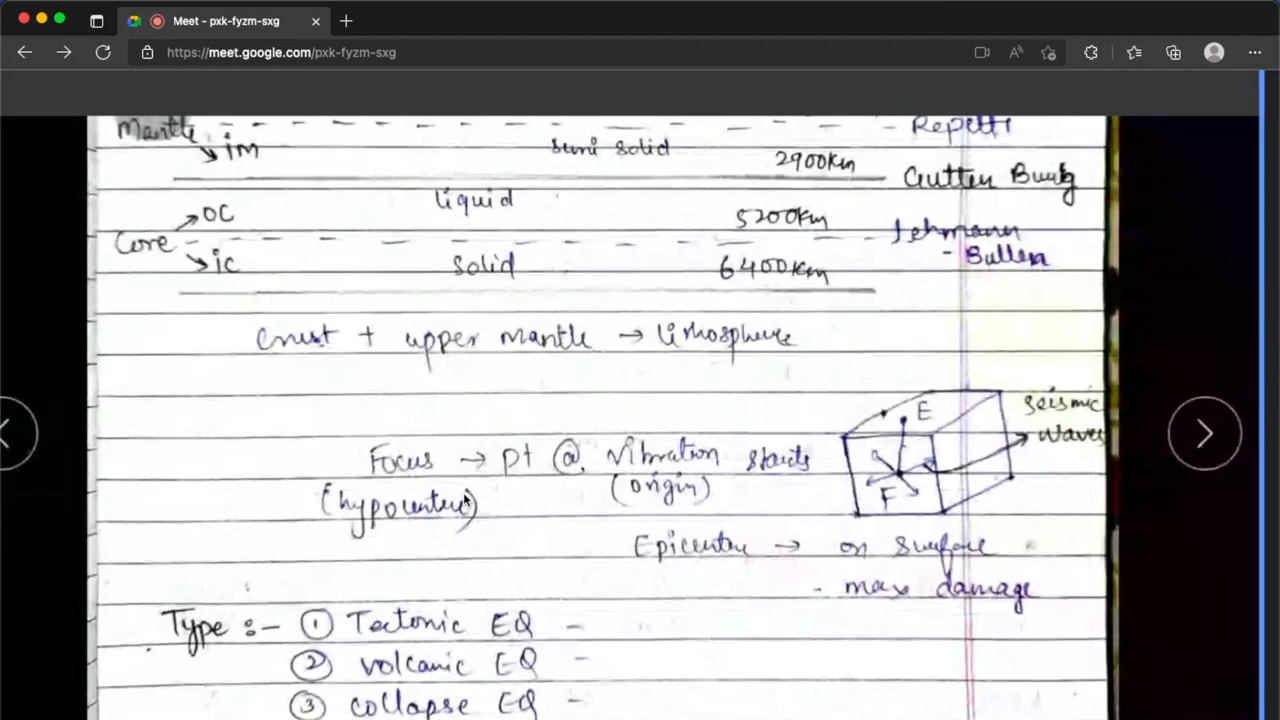 Meet - pxk-fyzm-sxg
https://meet.google.com/pxk-fyzm-sxg
Mantle Repetti
im semi solid 2900km
Gutten Burg
OC liquid 5200km
Core Lehmann
iC Solid 6400km - Bullen
Crust + upper mantle → lithosphere
E seismic waves
Focus → pt @ vibration starts
(hypocentre) (origin) F
Epicentre → on surface
- max damage
Type :- ① Tectonic EQ -
② volcanic EQ -
③ collapse EQ -